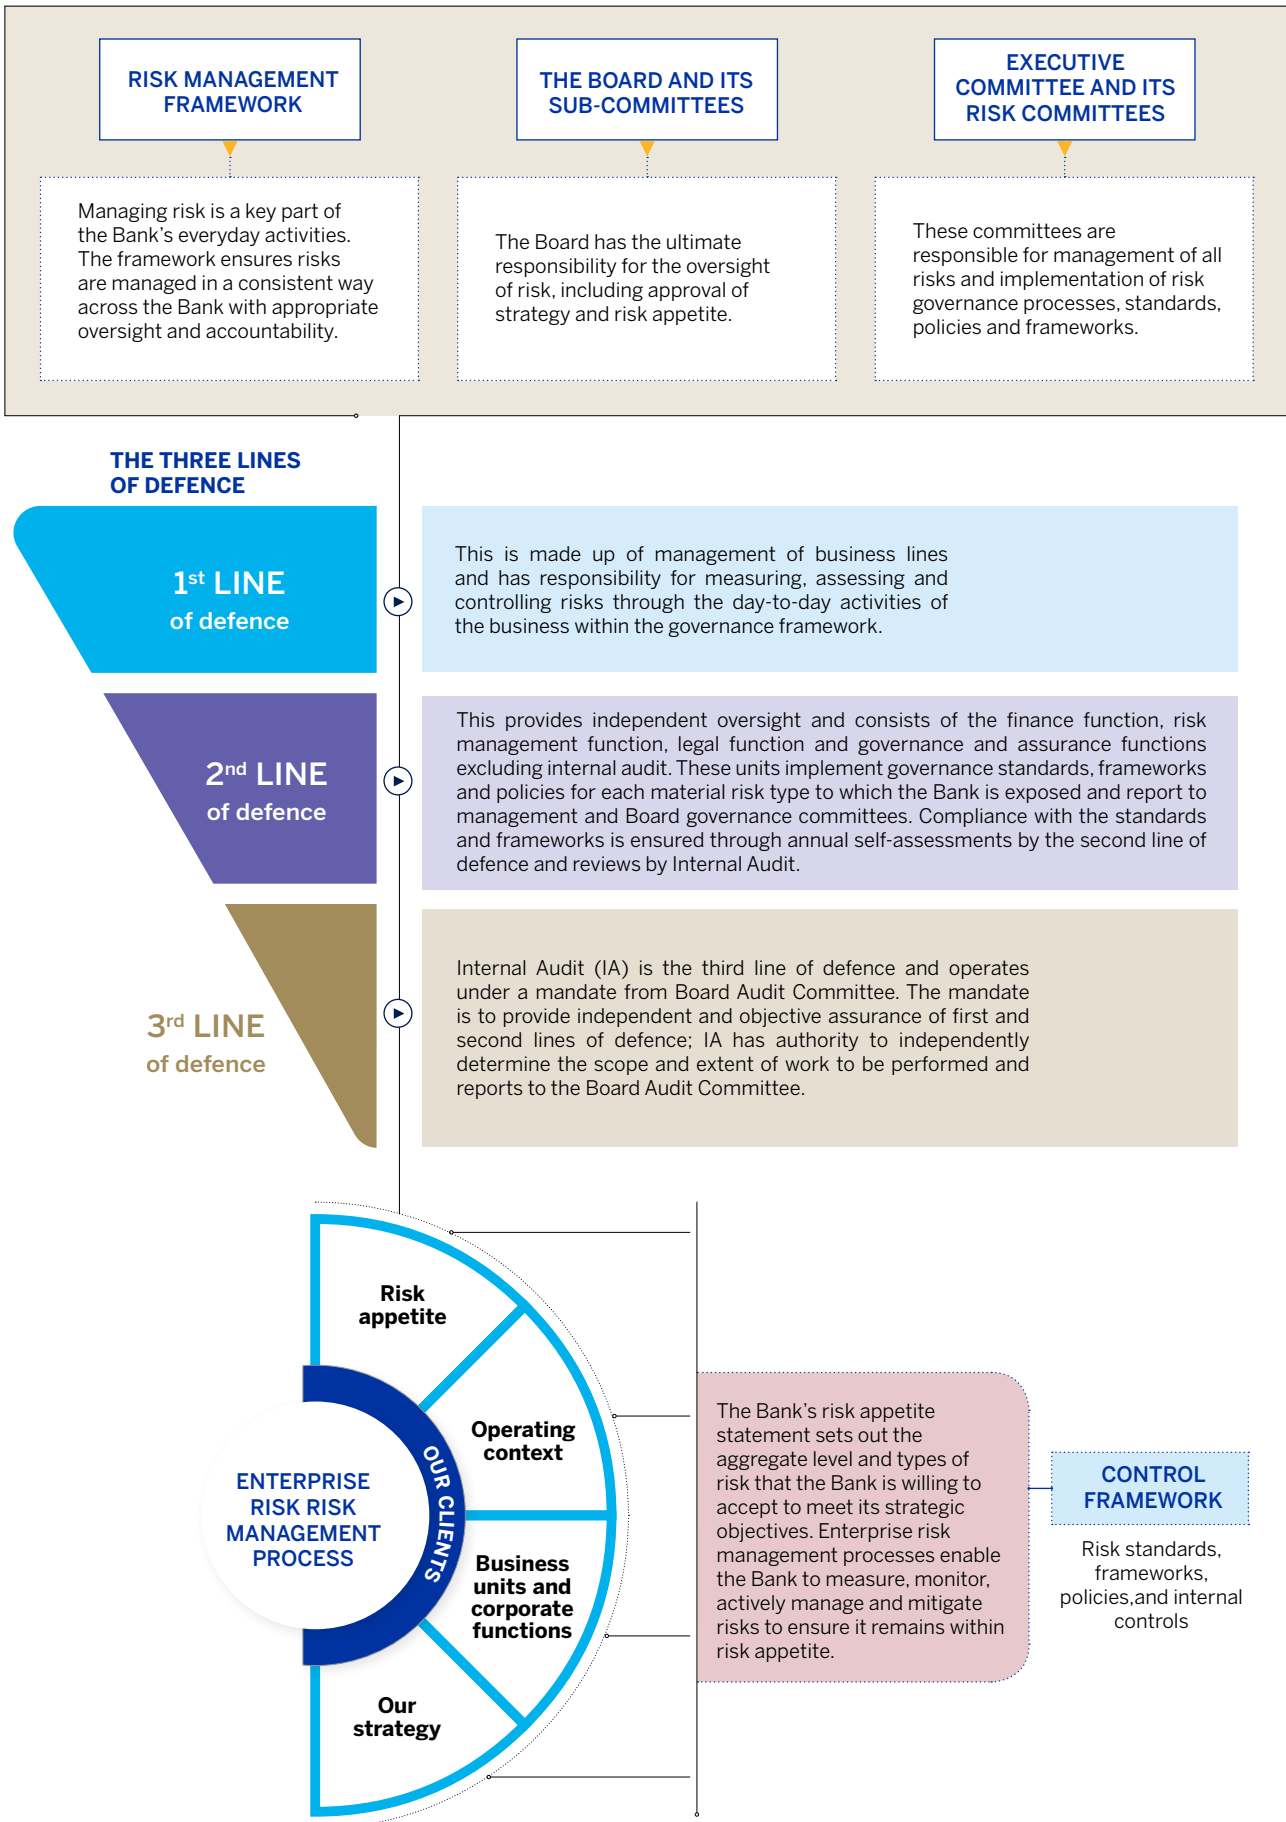 RISK MANAGEMENT
FRAMEWORK
Managing risk is a key part of
the Bank's everyday activities.
The framework ensures risks
are managed in a consistent way
across the Bank with appropriate
oversight and accountability.
THE BOARD AND ITS
SUB-COMMITTEES
The Board has the ultimate
responsibility for the oversight
of risk, including approval of
strategy and risk appetite.
EXECUTIVE
COMMITTEE AND ITS
RISK COMMITTEES
These committees are
responsible for management of all
risks and implementation of risk
governance processes, standards,
policies and frameworks.
THE THREE LINES
OF DEFENCE
1st LINE
of defence
This is made up of management of business lines
and has responsibility for measuring, assessing and
controlling risks through the day-to-day activities of
the business within the governance framework.
2nd LINE
of defence
This provides independent oversight and consists of the finance function, risk
management function, legal function and governance and assurance functions
excluding internal audit. These units implement governance standards, frameworks
and policies for each material risk type to which the Bank is exposed and report to
management and Board governance committees. Compliance with the standards
and frameworks is ensured through annual self-assessments by the second line of
defence and reviews by Internal Audit.
3rd LINE
of defence
Internal Audit (IA) is the third line of defence and operates
under a mandate from Board Audit Committee. The mandate
is to provide independent and objective assurance of first and
second lines of defence; IA has authority to independently
determine the scope and extent of work to be performed and
reports to the Board Audit Committee.
ENTERPRISE
RISK RISK
MANAGEMENT
PROCESS
OUR CLIENTS
Risk
appetite
Operating
context
Business
units and
corporate
functions
Our
strategy
The Bank's risk appetite
statement sets out the
aggregate level and types of
risk that the Bank is willing to
accept to meet its strategic
objectives. Enterprise risk
management processes enable
the Bank to measure, monitor,
actively manage and mitigate
risks to ensure it remains within
risk appetite.
CONTROL
FRAMEWORK
Risk standards,
frameworks,
policies,and internal
controls